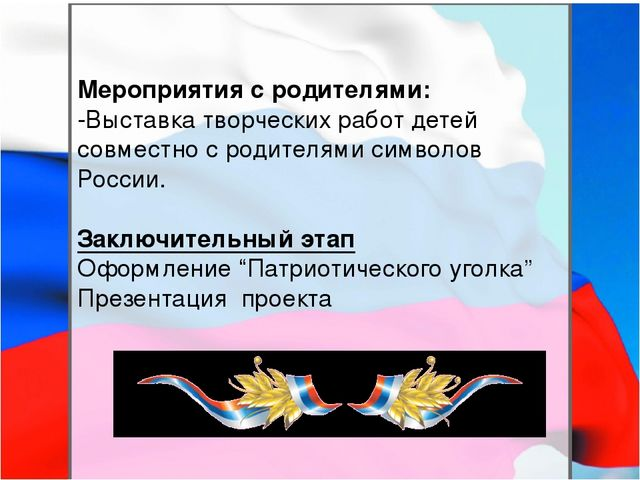 Мероприятия с родителями:
-Выставка творческих работ детей
совместно с родителями символов
России.
Заключительный этап
Оформление “Патриотического уголка”
Презентация  проекта